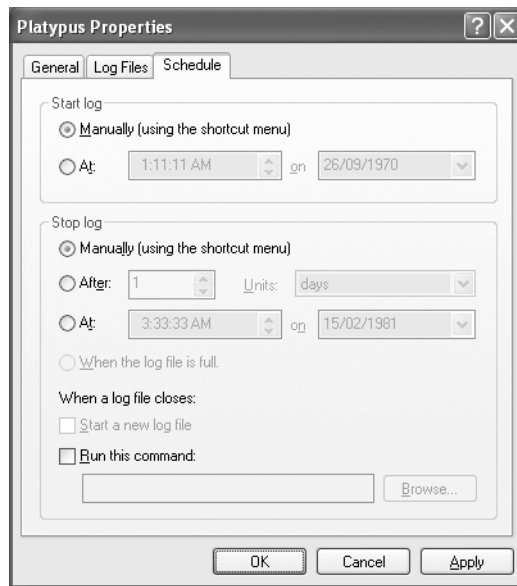 Platypus Properties
General Log Files Schedule
Start log
Manually (using the shortcut menu)
At: 1:11:11 AM on 26/09/1970
Stop log
Manually (using the shortcut menu)
After: 1 Units: days
At: 3:33:33 AM on 15/02/1981
When the log file is full.
When a log file closes:
Start a new log file
Run this command:
Browse...
OK Cancel Apply